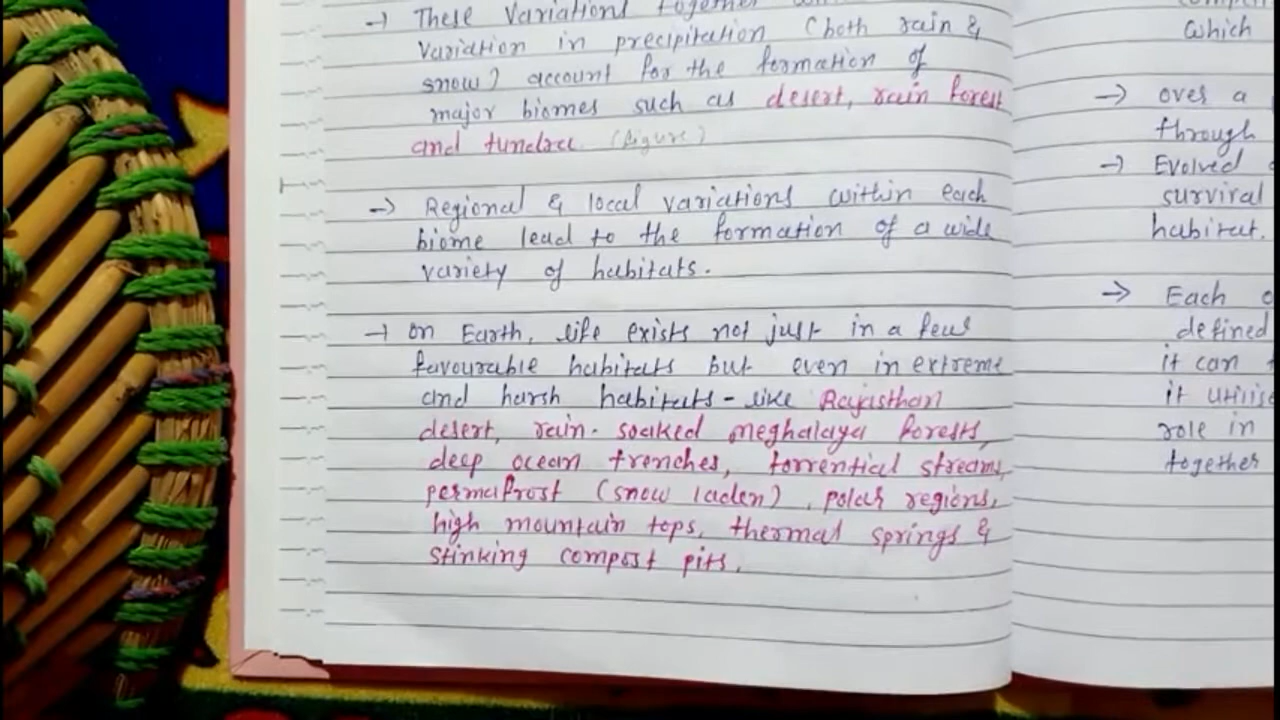 → These Variations together
Variation in precipitation (both rain &
snow) account for the formation of
major biomes such as desert, rain forest
and tundra (figure)
→ Regional & local variations within each
biome lead to the formation of a wide
variety of habitats.
→ On Earth, life exists not just in a few
favourable habitats but even in extreme
and harsh habitats - like Rajasthan
desert, rain-soaked meghalaya forests,
deep ocean trenches, torrential streams,
permafrost (snow laden), polar regions,
high mountain tops, thermal springs &
stinking compost pits.
which
→ over a
through
→ Evolved
survival
habitat.
→ Each
defined
it can
it utilise
role in
together